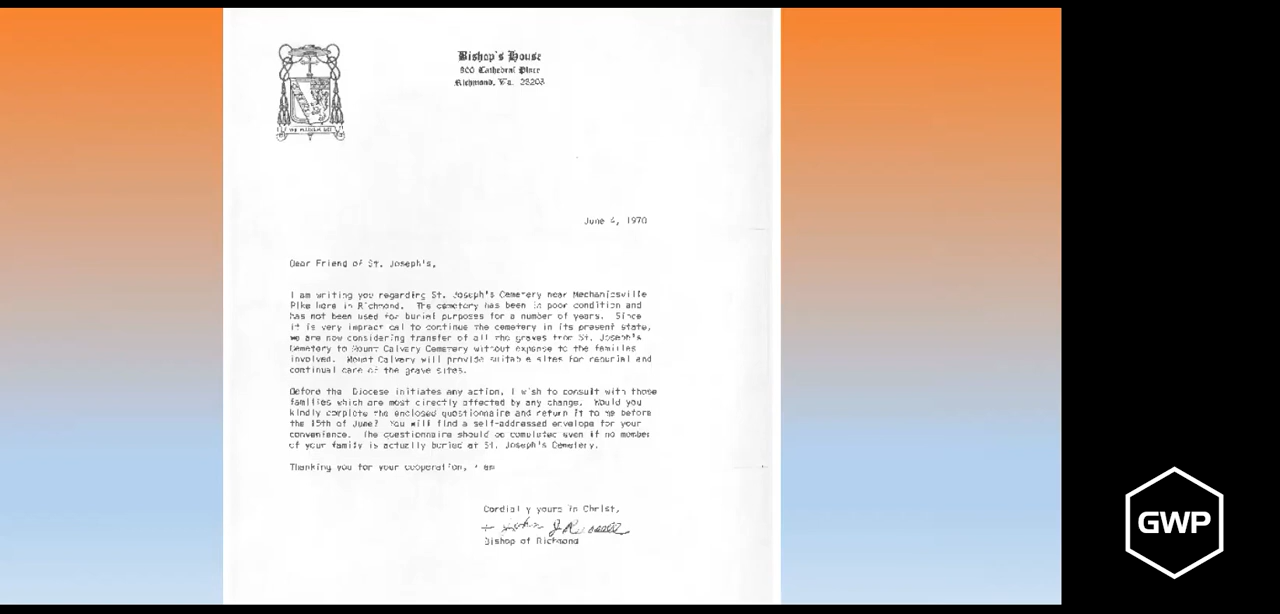 Bishop's House
800 Cathedral Place
Richmond, Va. 23203
June 4, 1970
Dear Friend of St. Joseph's,
I am writing you regarding St. Joseph's Cemetery near Mechanicsville
Pike here in Richmond. The cemetery has been in poor condition and
has not been used for burial purposes for a number of years. Since
it is very impractical to continue the cemetery in its present state,
we are now considering transfer of all the graves from St. Joseph's
Cemetery to Mount Calvary Cemetery without expense to the families
involved. Mount Calvary will provide suitable sites for reburial and
continual care of the grave sites.
Before the Diocese initiates any action, I wish to consult with those
families which are most directly affected by any change. Would you
kindly complete the enclosed questionnaire and return it to me before
the 15th of June? You will find a self-addressed envelope for your
convenience. The questionnaire should be completed even if no member
of your family is actually buried at St. Joseph's Cemetery.
Thanking you for your cooperation, I am
Cordially yours in Christ,
+ John J. Russell
Bishop of Richmond
GWP